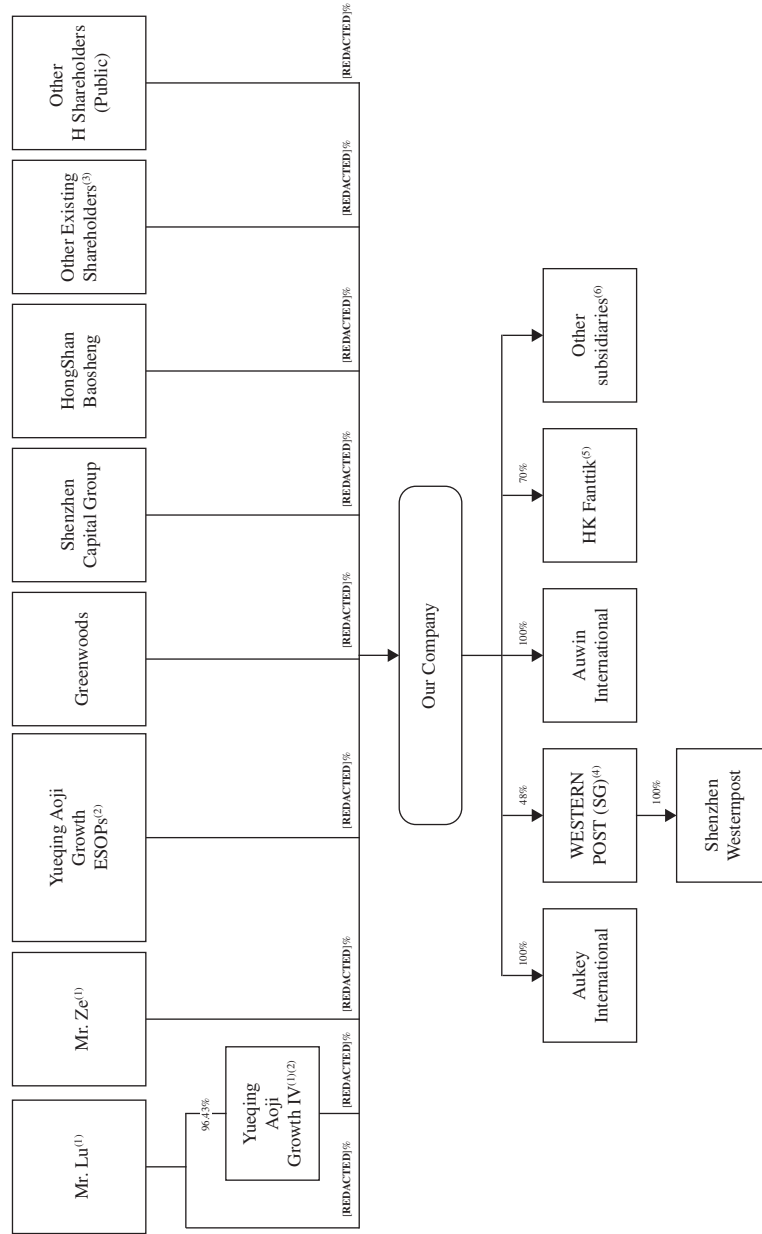 Mr. Lu(1)
Mr. Ze(1)
Yueqing Aoji
Growth
ESOPs(2)
Greenwoods
Shenzhen
Capital Group
HongShan
Baosheng
Other Existing
Shareholders(3)
Other
H Shareholders
(Public)
96.43%
Yueqing
Aoji
Growth IV(1)(2)
[REDACTED]%
[REDACTED]%
[REDACTED]%
[REDACTED]%
[REDACTED]%
[REDACTED]%
[REDACTED]%
[REDACTED]%
[REDACTED]%
Our Company
100%
48%
100%
70%
Aukey
International
WESTERN
POST (SG)(4)
Auwin
International
HK Fanttik(5)
Other
subsidiaries(6)
100%
Shenzhen
Westernpost